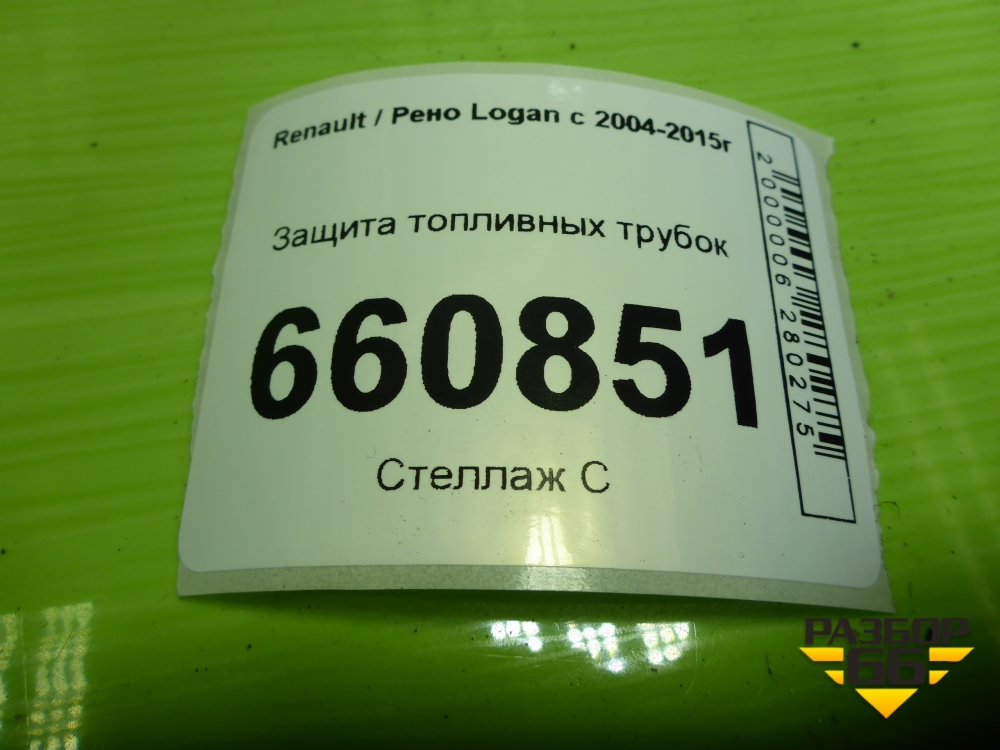 Renault / Рено Logan с 2004-2015г
Защита топливных трубок
660851
Стеллаж С
2000006280275
РАЗБОР
66